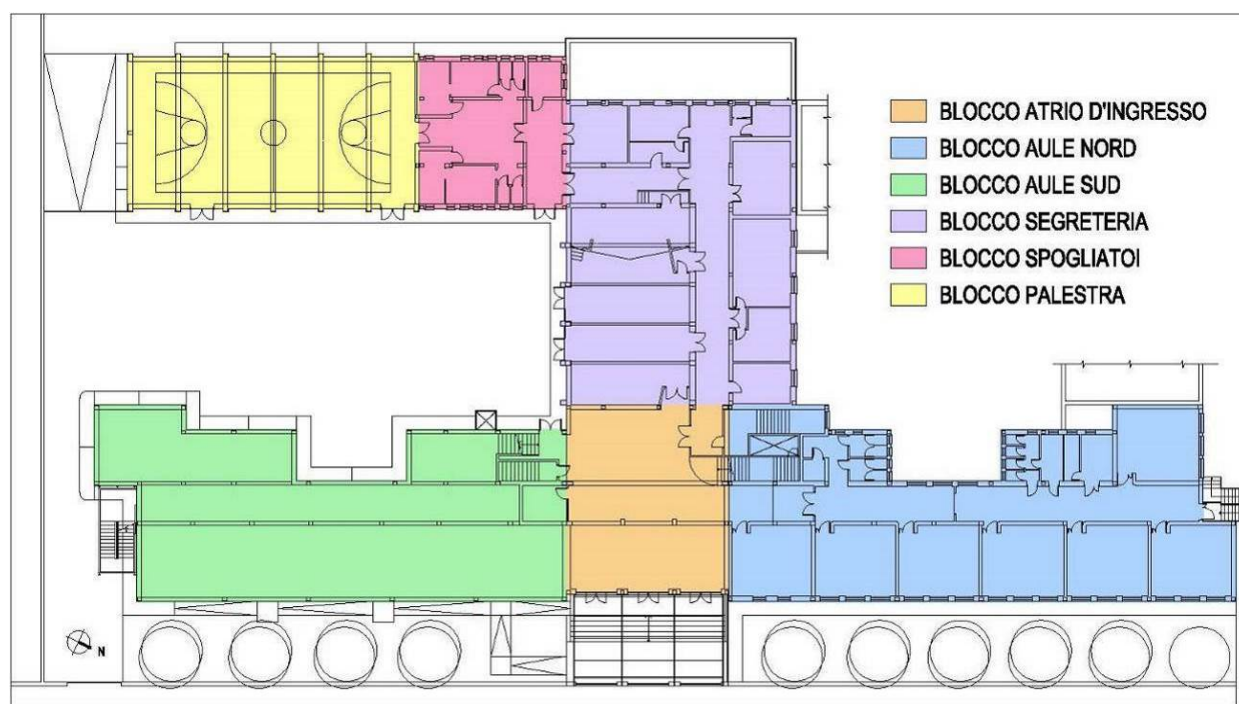 BLOCCO ATRIO D'INGRESSO
BLOCCO AULE NORD
BLOCCO AULE SUD
BLOCCO SEGRETERIA
BLOCCO SPOGLIATOI
BLOCCO PALESTRA
N